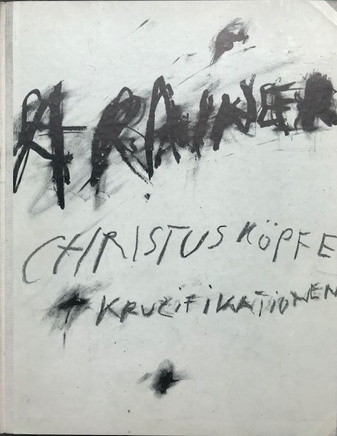 A RAINER
CHRISTUSKÖPFE
KRUZIFIKATIONEN